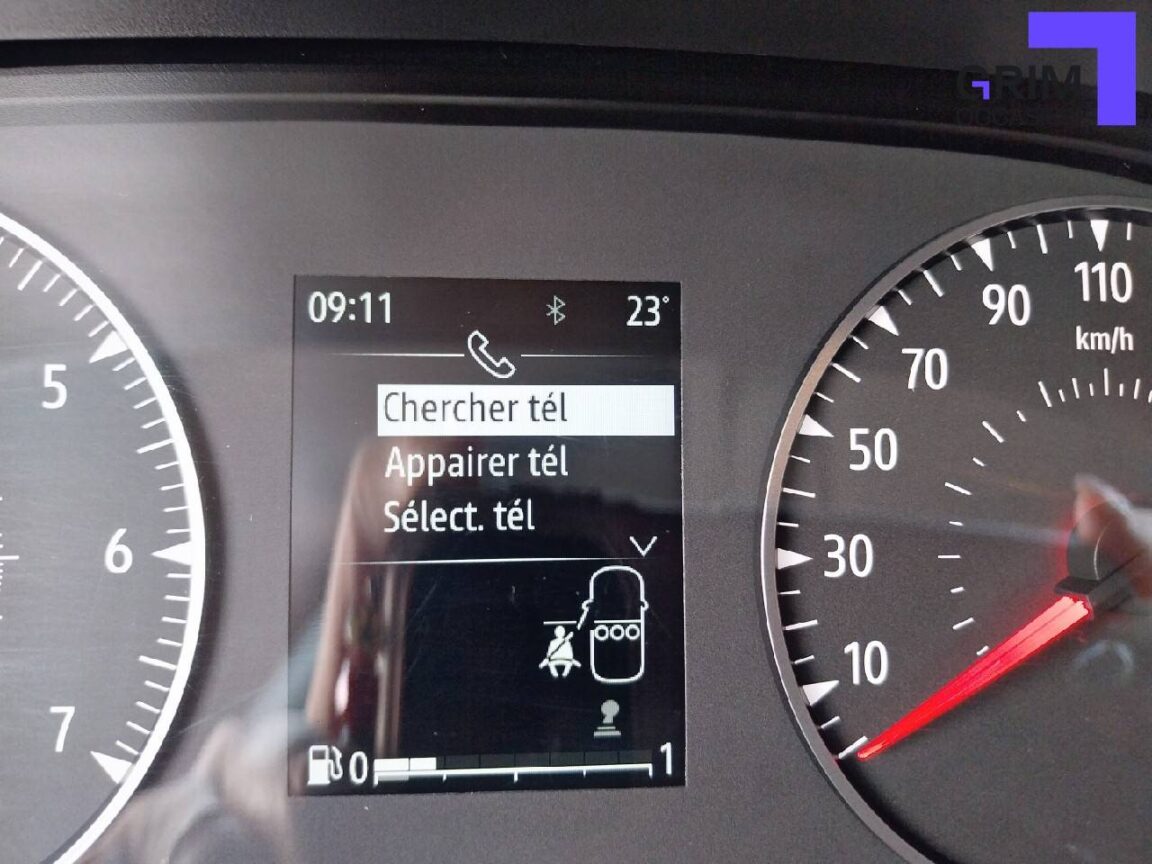 GRIM
09:11 23°
Chercher tél
Appairer tél
Sélect. tél
0 1
5
6
7
10
30
50
70
90
110
km/h